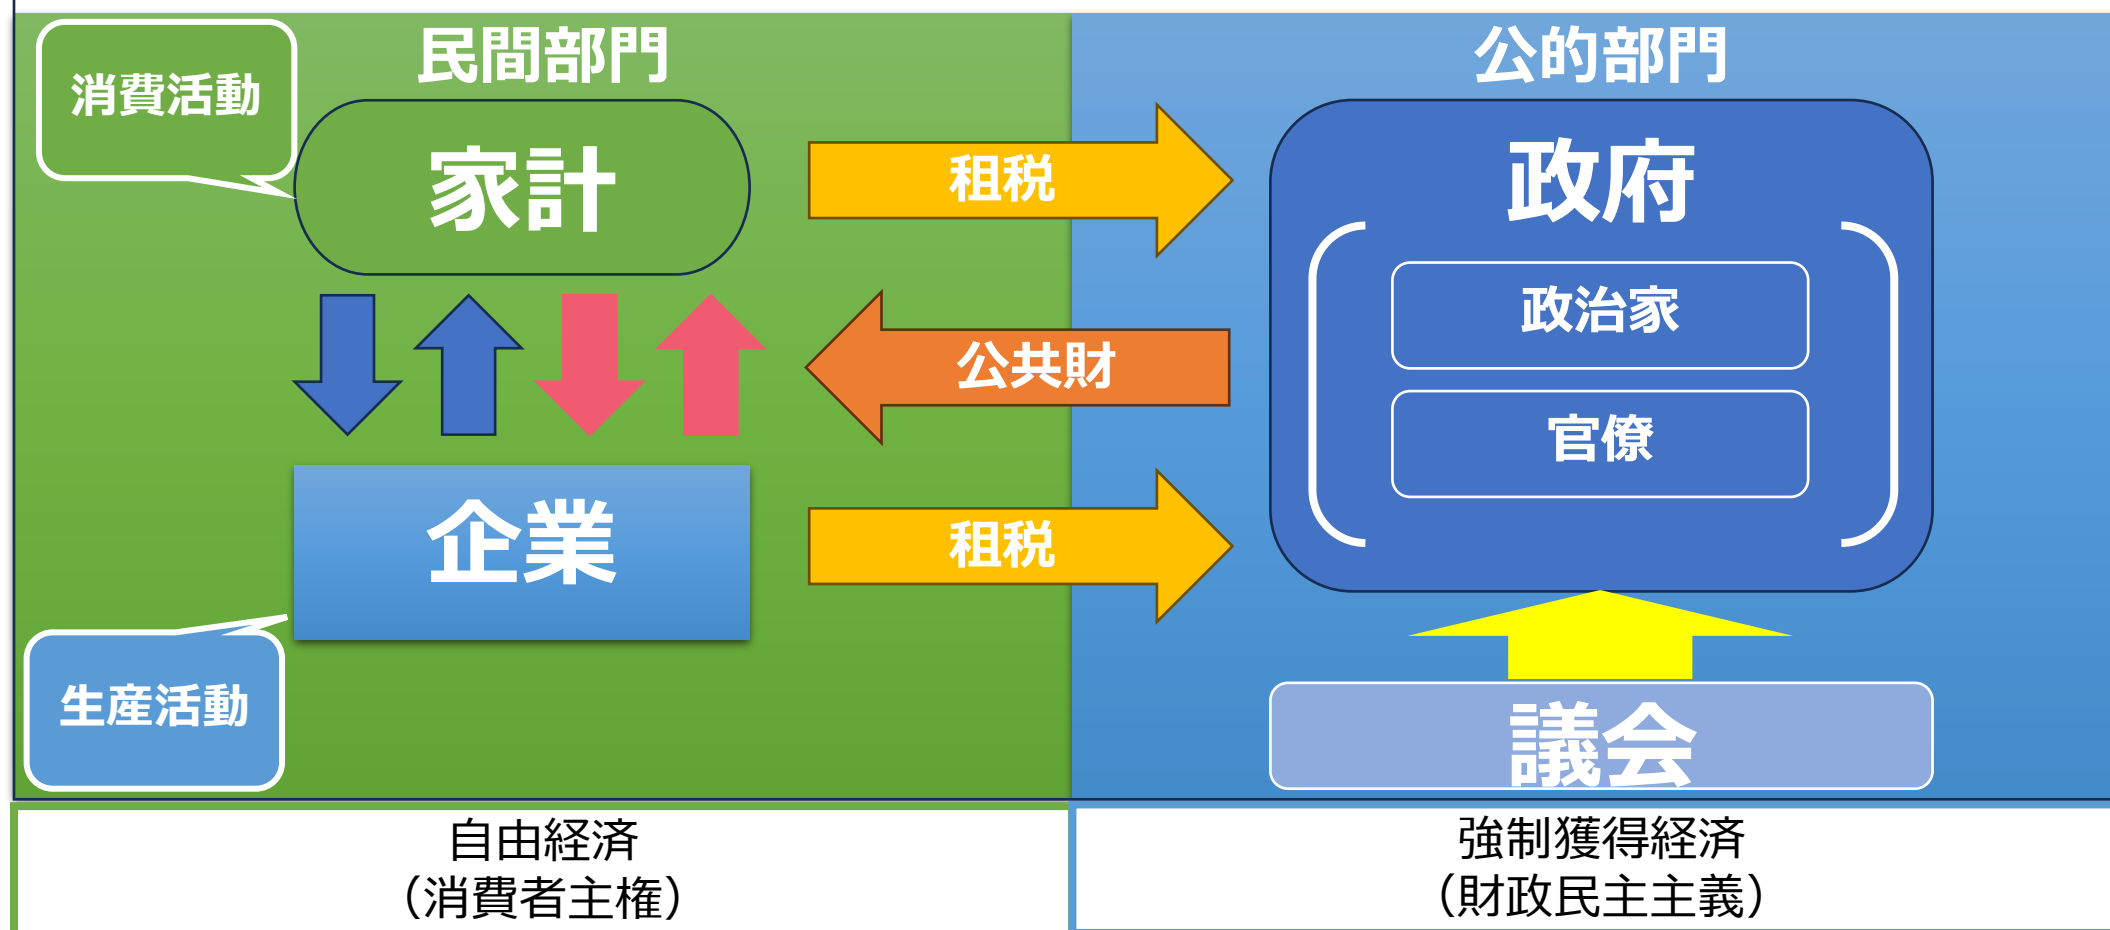 民間部門
公的部門
消費活動
家計
租税
政府
政治家
公共財
官僚
企業
租税
生産活動
議会
自由経済
（消費者主権）
強制獲得経済
（財政民主主義）